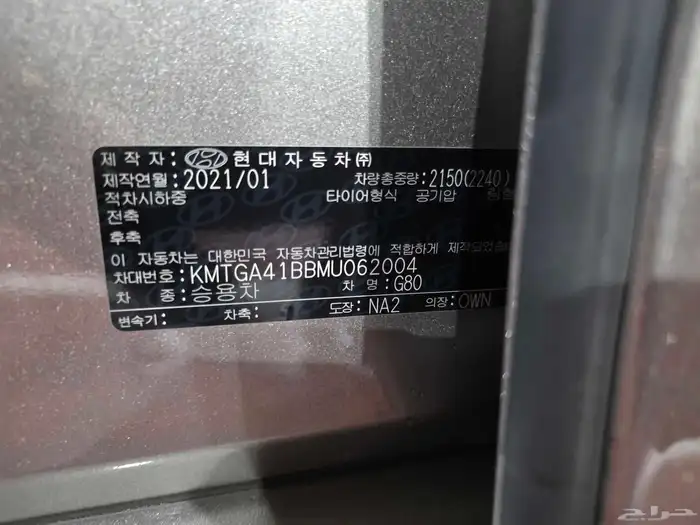 제 작 자 : 현대자동차㈜
제작연월 : 2021/01 차량총중량 : 2150(2240)
적차시하중 타이어형식 공기압
전축
후축
이 자동차는 대한민국 자동차관리법령에 적합하게 제작되었
차대번호 : KMTGA41BBMU062004
차 종 : 승용차 차 명 : G80
변속기 : 차축 : 도장 : NA2 의장 : OWN
حراج